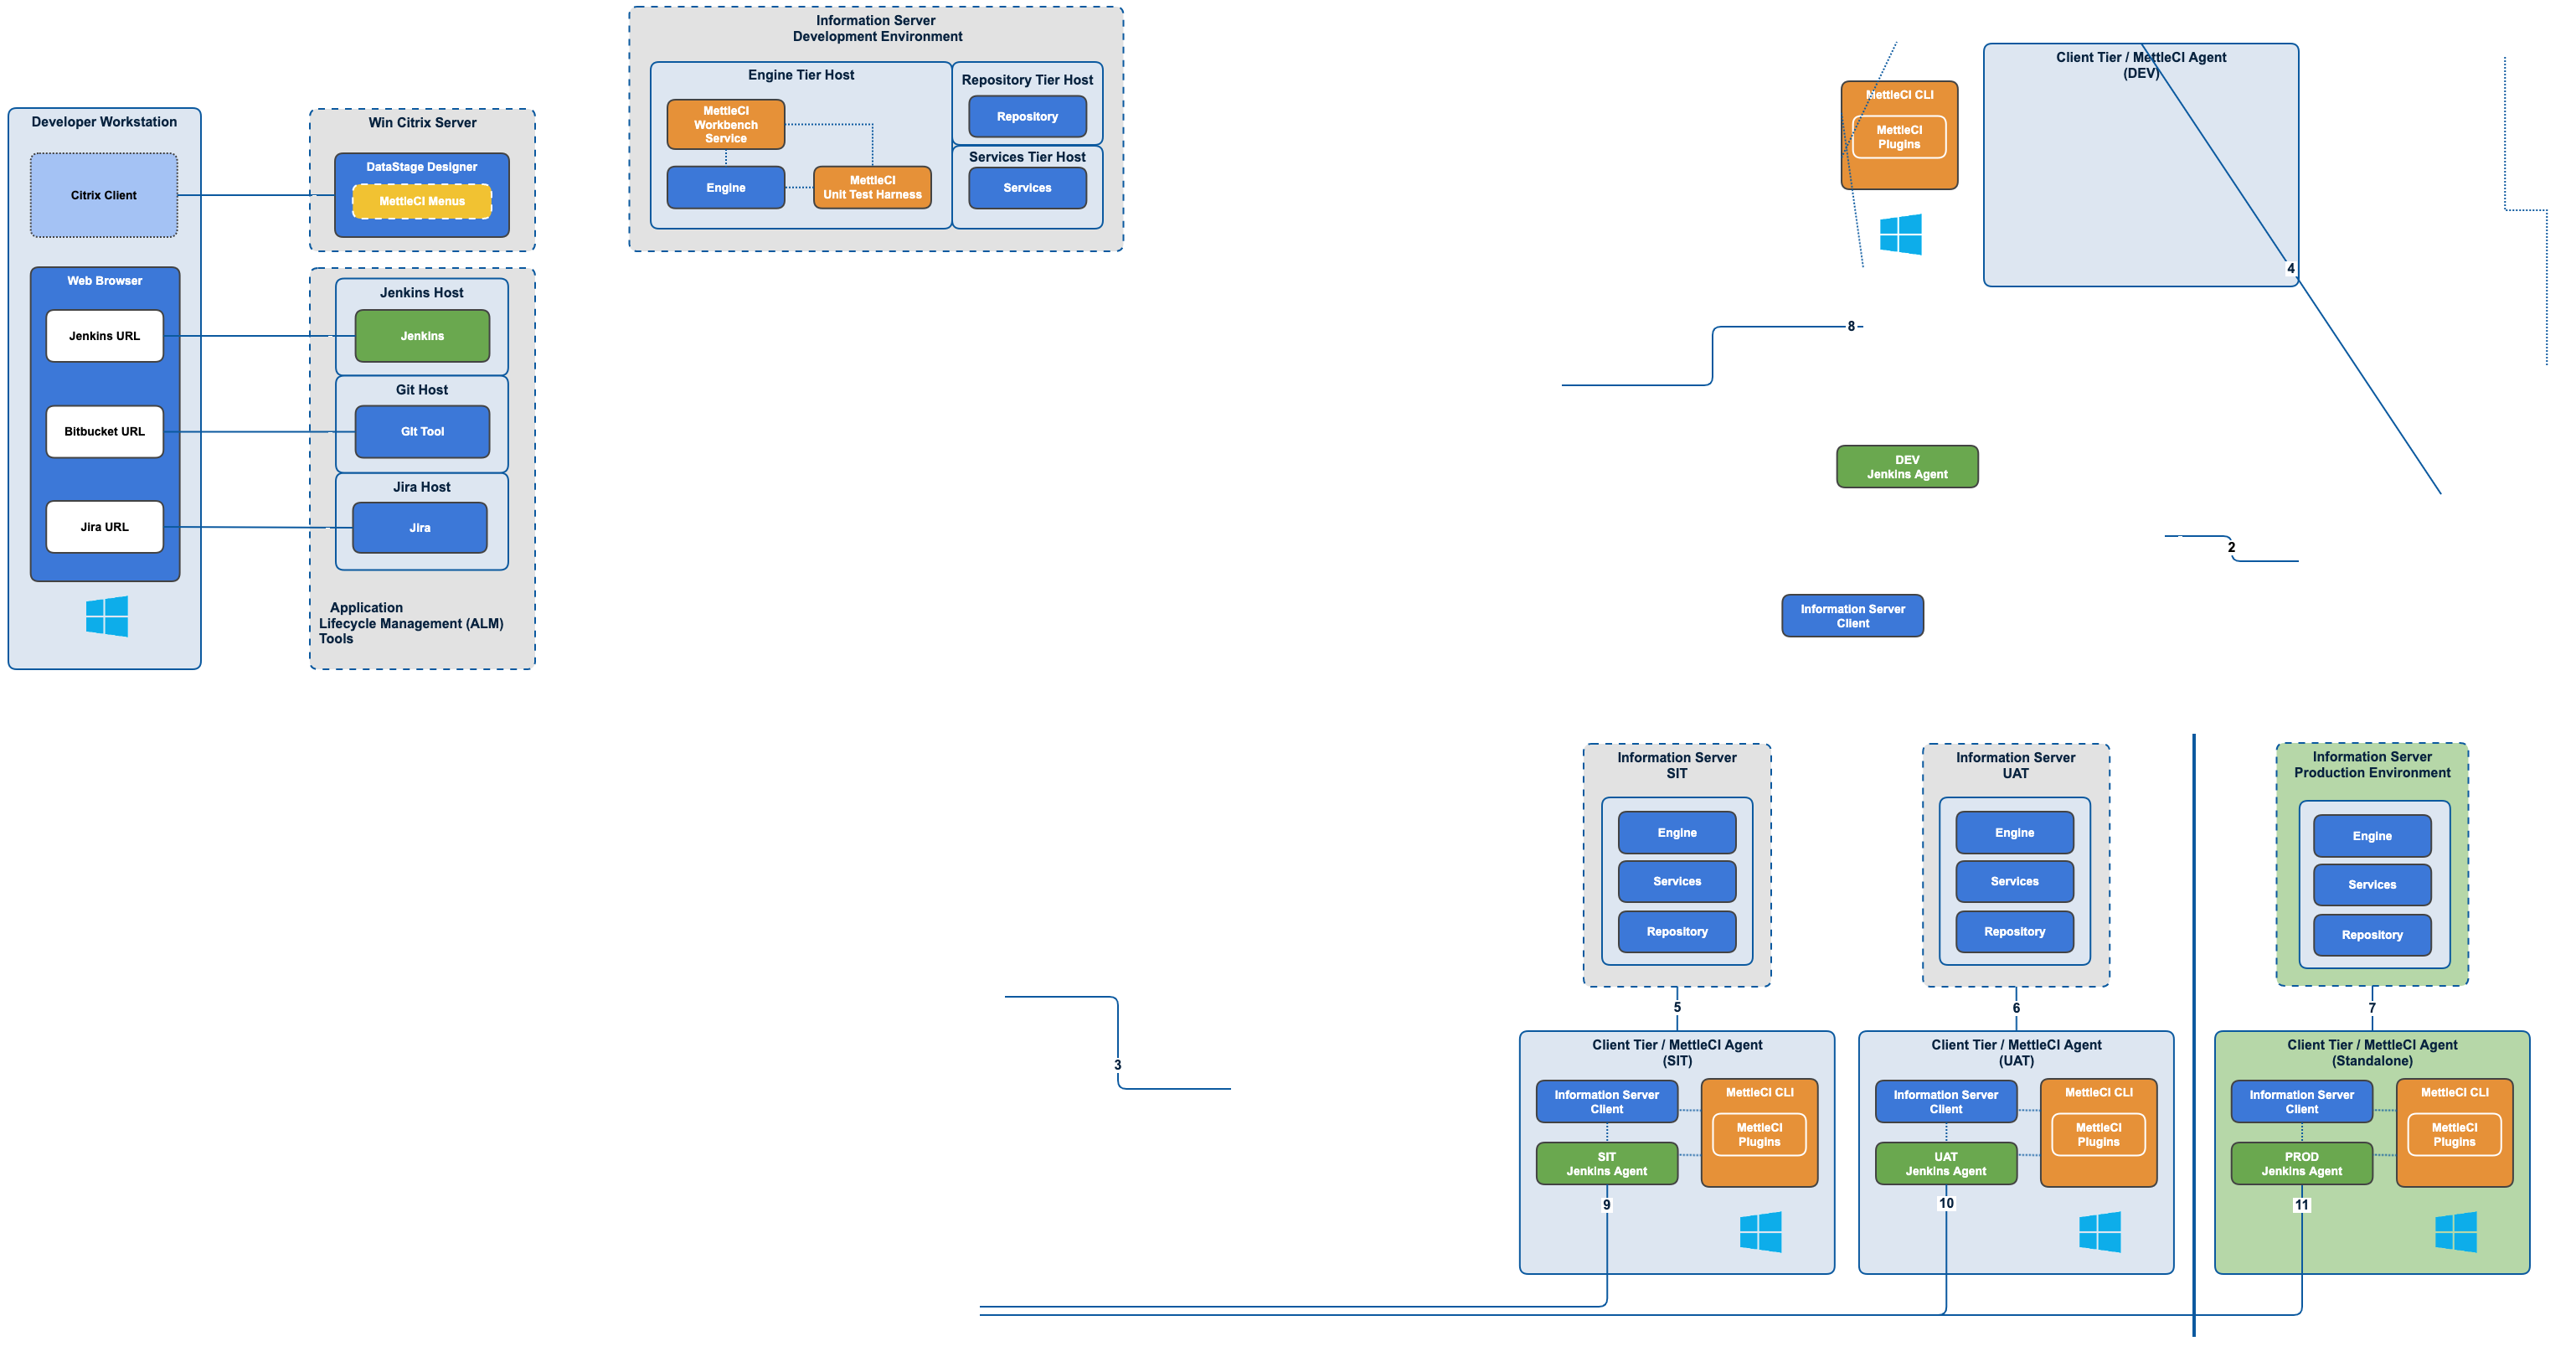 Developer Workstation
Citrix Client
Web Browser
Jenkins URL
Bitbucket URL
Jira URL
Win Citrix Server
DataStage Designer
MettleCI Menus
Jenkins Host
Jenkins
Git Host
GIt Tool
Jira Host
Jira
Application
Lifecycle Management (ALM)
Tools
Information Server
Development Environment
Engine Tier Host
MettleCI
Workbench
Service
Engine
MettleCI
Unit Test Harness
Repository Tier Host
Repository
Services Tier Host
Services
MettleCI CLI
MettleCI
Plugins
Client Tier / MettleCI Agent
(DEV)
4
8
DEV
Jenkins Agent
2
Information Server
Client
3
Information Server
SIT
Engine
Services
Repository
5
Client Tier / MettleCI Agent
(SIT)
Information Server
Client
MettleCI CLI
MettleCI
Plugins
SIT
Jenkins Agent
9
Information Server
UAT
Engine
Services
Repository
6
Client Tier / MettleCI Agent
(UAT)
Information Server
Client
MettleCI CLI
MettleCI
Plugins
UAT
Jenkins Agent
10
Information Server
Production Environment
Engine
Services
Repository
7
Client Tier / MettleCI Agent
(Standalone)
Information Server
Client
MettleCI CLI
MettleCI
Plugins
PROD
Jenkins Agent
11